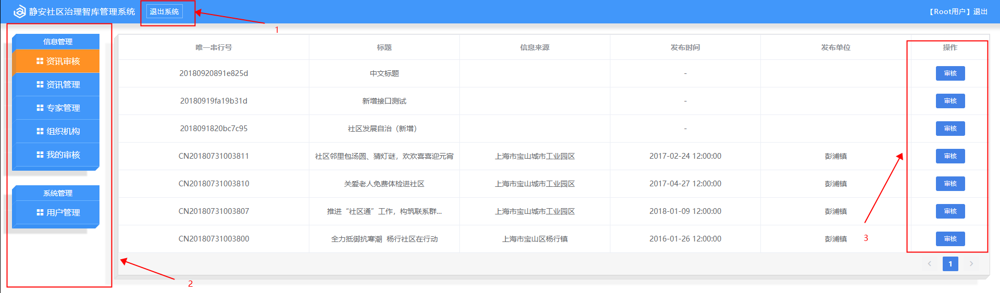 静安社区治理智库管理系统 退出系统 【Root用户】退出
1
信息管理
资讯审核
资讯管理
专家管理
组织机构
我的审核
系统管理
用户管理
2
唯一串行号 标题 信息来源 发布时间 发布单位 操作
20180920891e825d 中文标题 - 审核
20180919fa19b31d 新增接口测试 - 审核
2018091820bc7c95 社区发展自治（新增） - 审核
CN20180731003811 社区邻里包汤圆、猜灯谜，欢欢喜喜迎元宵 上海市宝山城市工业园区 2017-02-24 12:00:00 彭浦镇 审核
CN20180731003810 关爱老人免费体检进社区 上海市宝山城市工业园区 2017-04-27 12:00:00 彭浦镇 审核
CN20180731003807 推进“社区通”工作，构筑联系群... 上海市宝山城市工业园区 2018-01-09 12:00:00 彭浦镇 审核
CN20180731003800 全力抵御抗寒潮 杨行社区在行动 上海市宝山区杨行镇 2016-01-26 12:00:00 彭浦镇 审核
3
1